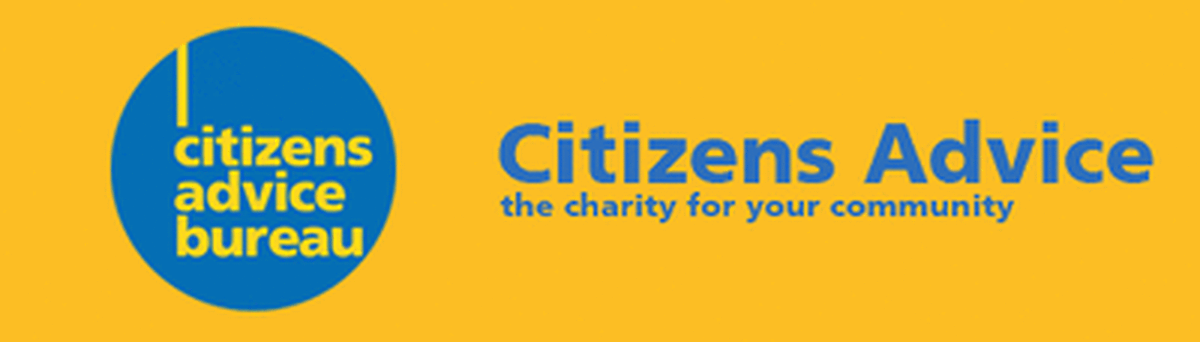 citizens
advice
bureau
Citizens Advice
the charity for your community